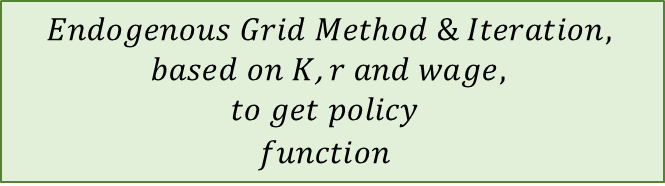 Endogenous Grid Method & Iteration,
based on K, r and wage,
to get policy
function